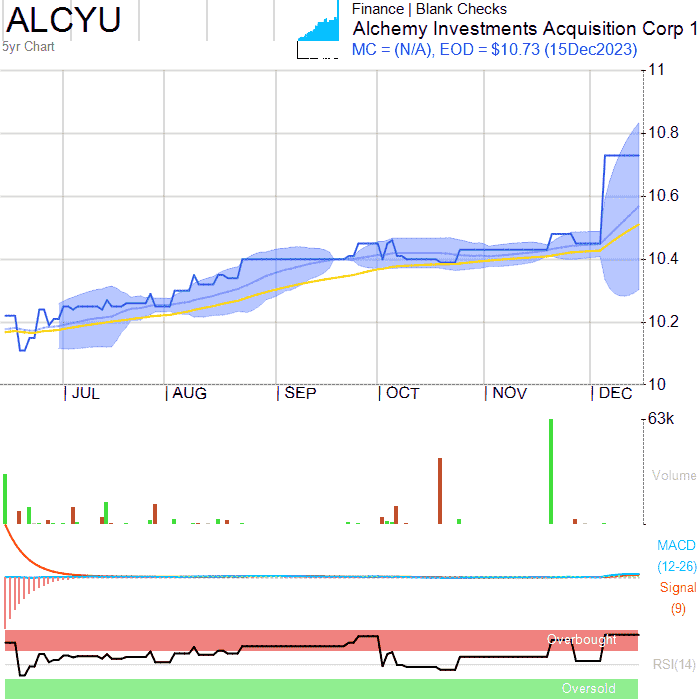 ALCYU
5yr Chart
Finance | Blank Checks
Alchemy Investments Acquisition Corp 1
MC = (N/A), EOD = $10.73 (15Dec2023)
11
10.8
10.6
10.4
10.2
10
JUL AUG SEP OCT NOV DEC
63k
Volume
MACD
(12-26)
Signal
(9)
Overbought
RSI(14)
Oversold